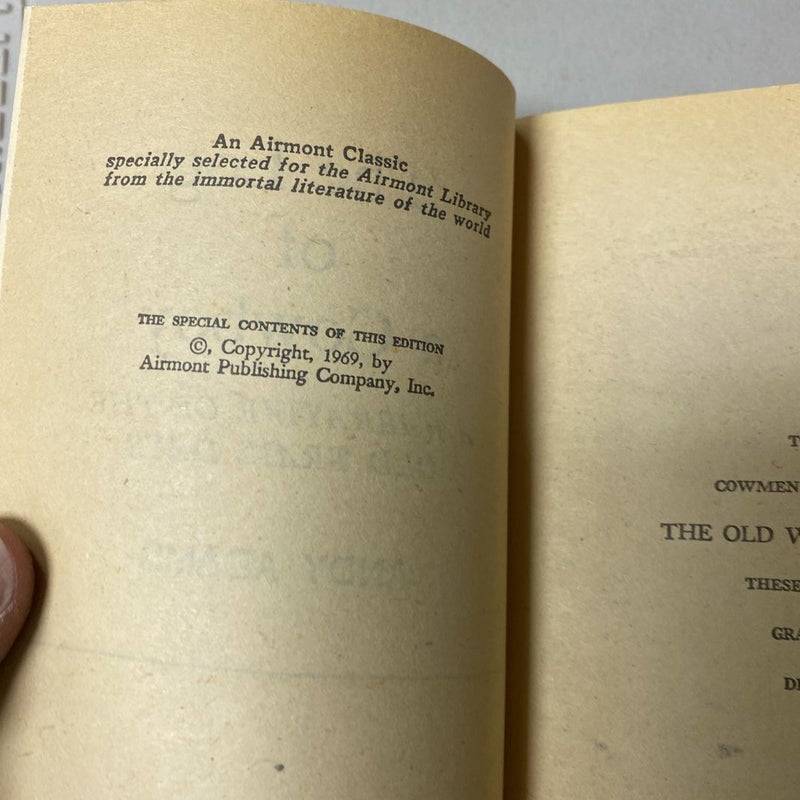 An Airmont Classic
specially selected for the Airmont Library
from the immortal literature of the world
THE SPECIAL CONTENTS OF THIS EDITION
©, Copyright, 1969, by
Airmont Publishing Company, Inc.
COWMEN
THE OLD
THESE